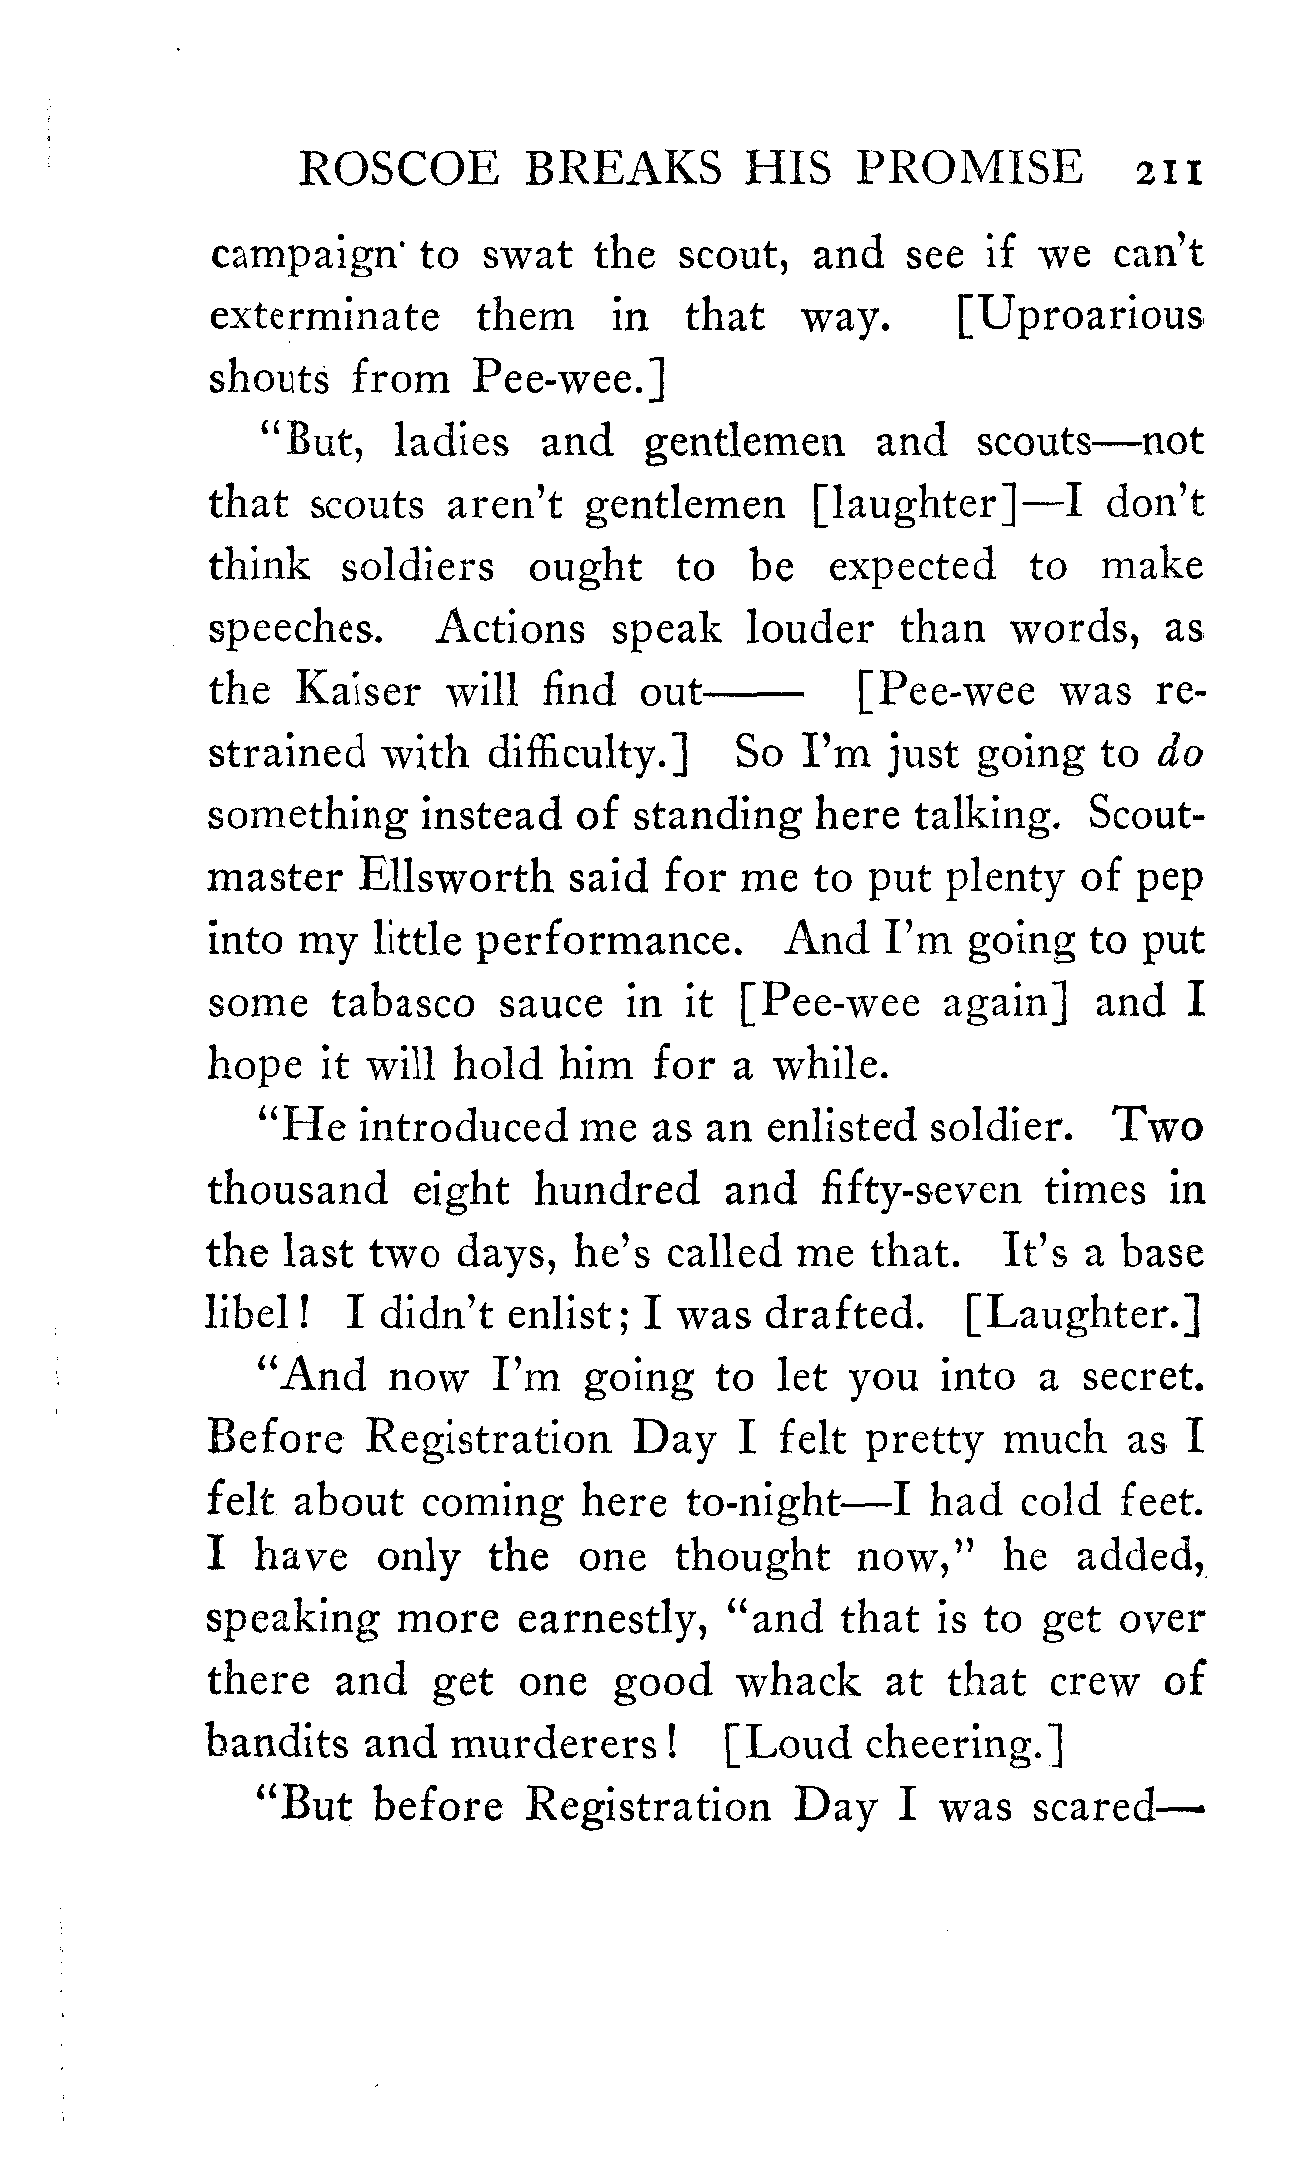 ROSCOE BREAKS HIS PROMISE 211
campaign to swat the scout, and see if we can't
exterminate them in that way. [Uproarious
shouts from Pee-wee.]
"But, ladies and gentlemen and scouts—not
that scouts aren't gentlemen [laughter]—I don't
think soldiers ought to be expected to make
speeches. Actions speak louder than words, as
the Kaiser will find out—— [Pee-wee was re-
strained with difficulty.] So I'm just going to do
something instead of standing here talking. Scout-
master Ellsworth said for me to put plenty of pep
into my little performance. And I'm going to put
some tabasco sauce in it [Pee-wee again] and I
hope it will hold him for a while.
"He introduced me as an enlisted soldier. Two
thousand eight hundred and fifty-seven times in
the last two days, he's called me that. It's a base
libel! I didn't enlist; I was drafted. [Laughter.]
"And now I'm going to let you into a secret.
Before Registration Day I felt pretty much as I
felt about coming here to-night—I had cold feet.
I have only the one thought now," he added,
speaking more earnestly, "and that is to get over
there and get one good whack at that crew of
bandits and murderers! [Loud cheering.]
"But before Registration Day I was scared—